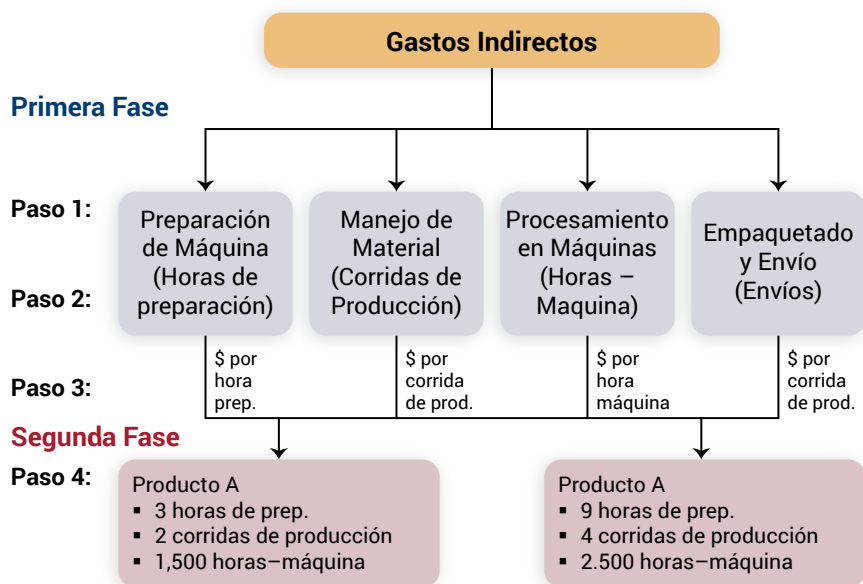 Gastos Indirectos
Primera Fase
Paso 1:
Preparación
de Máquina
(Horas de
preparación)
Manejo de
Material
(Corridas de
Producción)
Procesamiento
en Máquinas
(Horas –
Maquina)
Empaquetado
y Envío
(Envíos)
Paso 2:
Paso 3:
$ por
hora
prep.
$ por
corrida
de prod.
$ por
hora
máquina
$ por
corrida
de prod.
Segunda Fase
Paso 4:
Producto A
▪ 3 horas de prep.
▪ 2 corridas de producción
▪ 1,500 horas–máquina
Producto A
▪ 9 horas de prep.
▪ 4 corridas de producción
▪ 2.500 horas–máquina